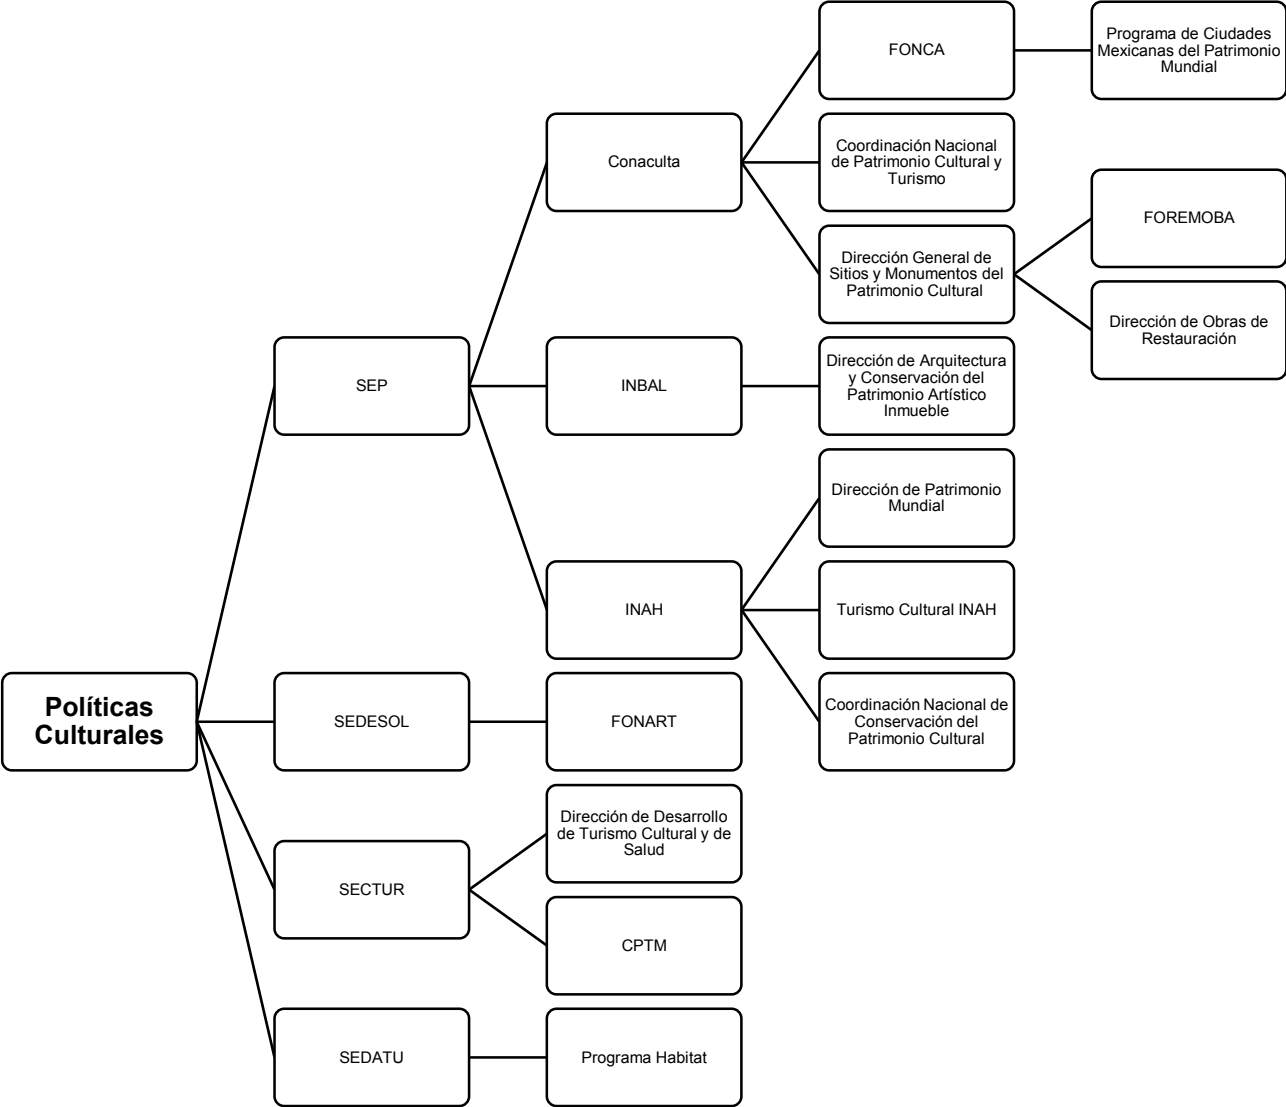 FONCA
Programa de Ciudades
Mexicanas del Patrimonio
Mundial
Conaculta
Coordinación Nacional
de Patrimonio Cultural y
Turismo
FOREMOBA
Dirección General de
Sitios y Monumentos del
Patrimonio Cultural
Dirección de Obras de
Restauración
SEP
INBAL
Dirección de Arquitectura
y Conservación del
Patrimonio Artístico
Inmueble
Dirección de Patrimonio
Mundial
INAH
Turismo Cultural INAH
Políticas
Culturales
SEDESOL
FONART
Coordinación Nacional de
Conservación del
Patrimonio Cultural
Dirección de Desarrollo
de Turismo Cultural y de
Salud
SECTUR
CPTM
SEDATU
Programa Habitat